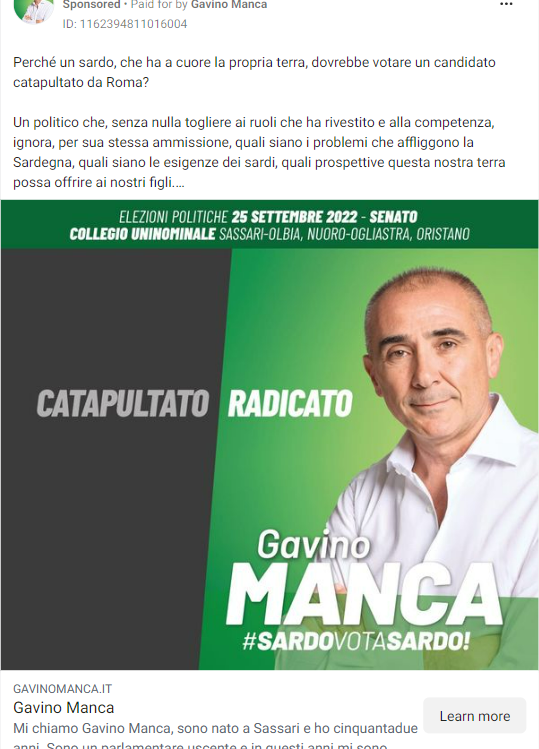 Sponsored • Paid for by Gavino Manca
ID: 1162394811016004
Perché un sardo, che ha a cuore la propria terra, dovrebbe votare un candidato
catapultato da Roma?
Un politico che, senza nulla togliere ai ruoli che ha rivestito e alla competenza,
ignora, per sua stessa ammissione, quali siano i problemi che affliggono la
Sardegna, quali siano le esigenze dei sardi, quali prospettive questa nostra terra
possa offrire ai nostri figli....
ELEZIONI POLITICHE 25 SETTEMBRE 2022 - SENATO
COLLEGIO UNINOMINALE SASSARI-OLBIA, NUORO-OGLIASTRA, ORISTANO
CATAPULTATO RADICATO
Gavino
MANCA
#SARDOVOTASARDO!
GAVINOMANCA.IT
Gavino Manca
Mi chiamo Gavino Manca, sono nato a Sassari e ho cinquantadue
anni. Sono un parlamentare uscente e in questi anni mi sono
Learn more